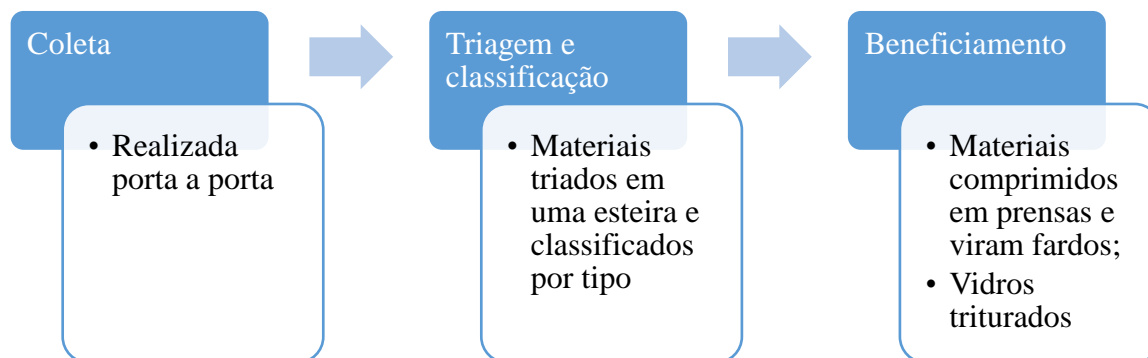 Coleta
• Realizada
porta a porta
Triagem e
classificação
• Materiais
triados em
uma esteira e
classificados
por tipo
Beneficiamento
• Materiais
comprimidos
em prensas e
viram fardos;
• Vidros
triturados